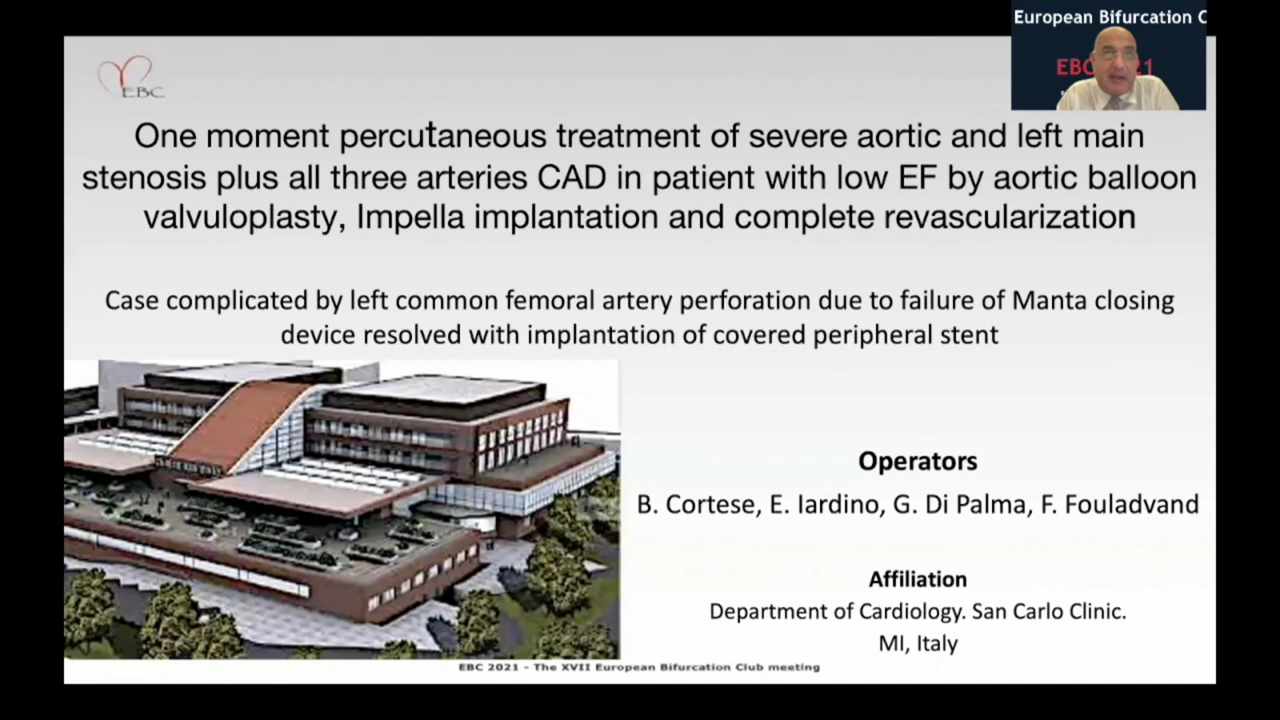 European Bifurcation C
EBC
EBC 21
One moment percutaneous treatment of severe aortic and left main
stenosis plus all three arteries CAD in patient with low EF by aortic balloon
valvuloplasty, Impella implantation and complete revascularization
Case complicated by left common femoral artery perforation due to failure of Manta closing
device resolved with implantation of covered peripheral stent
Operators
B. Cortese, E. Iardino, G. Di Palma, F. Fouladvand
Affiliation
Department of Cardiology. San Carlo Clinic.
MI, Italy
EBC 2021 - The XVII European Bifurcation Club meeting